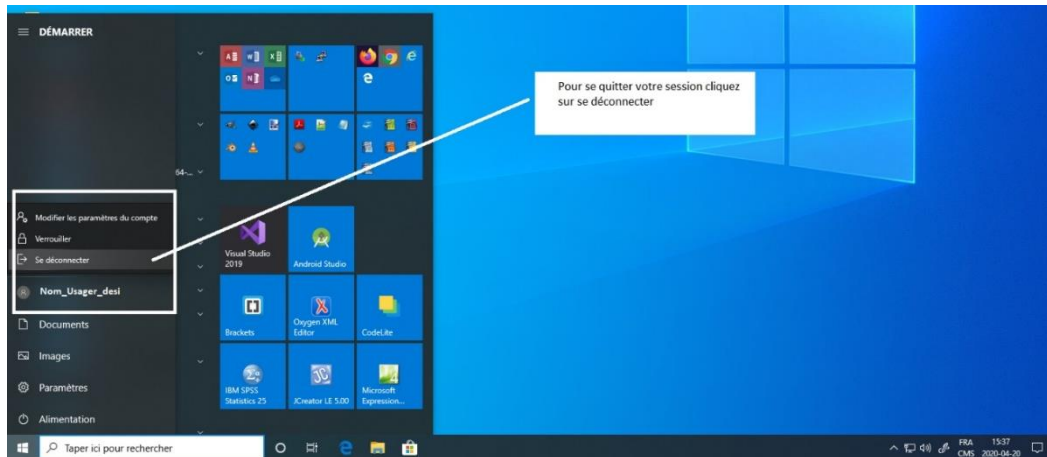 DÉMARRER
Pour se quitter votre session cliquez
sur se déconnecter
64-...
Modifier les paramètres du compte
Verrouiller
Se déconnecter
Nom_Usager_desi
Documents
Images
Paramètres
Alimentation
Visual Studio
2019
Android Studio
Brackets
Oxygen XML
Editor
CodeLite
IBM SPSS
Statistics 25
JCreator LE 5.00
Microsoft
Expression...
Taper ici pour rechercher
FRA
CMS
15:37
2020-04-20